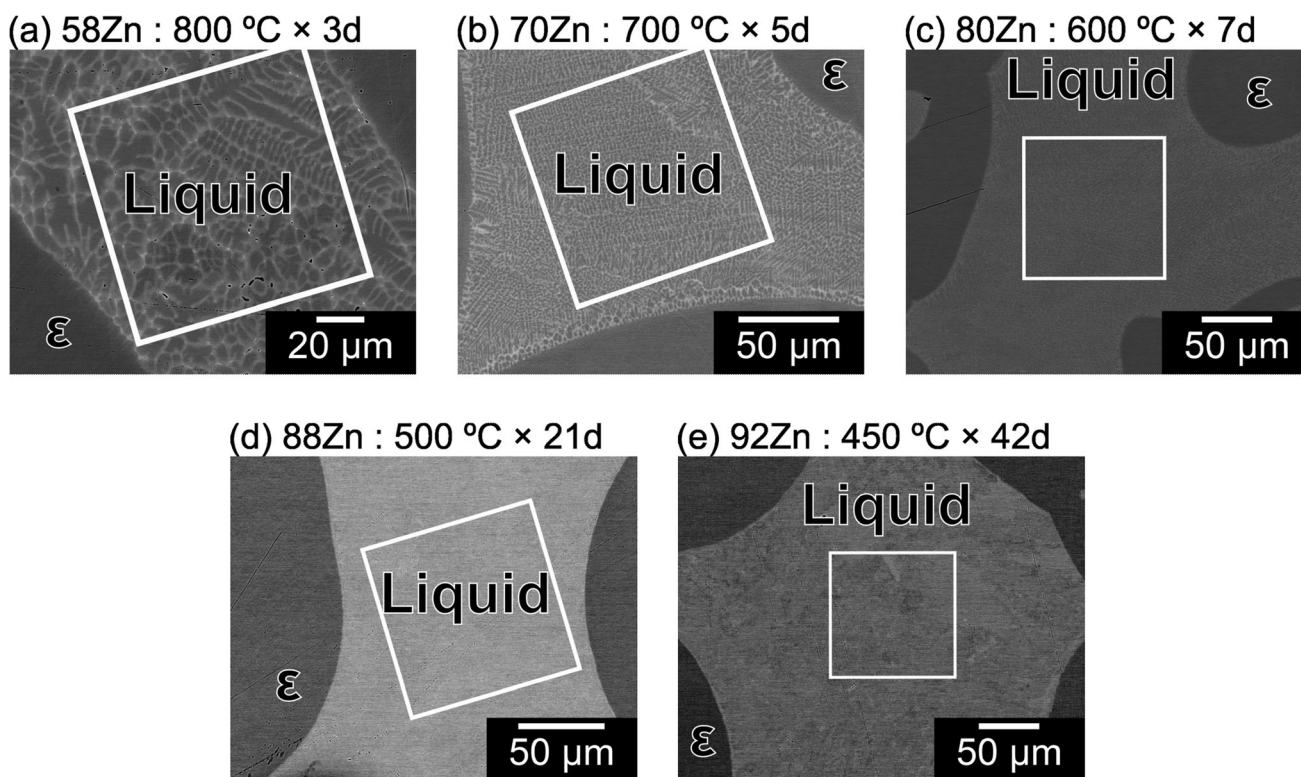 (a) 58Zn : 800 ºC × 3d
(b) 70Zn : 700 ºC × 5d
(c) 80Zn : 600 ºC × 7d
Liquid
ε
20 µm
Liquid
ε
50 µm
Liquid
ε
50 µm
(d) 88Zn : 500 ºC × 21d
(e) 92Zn : 450 ºC × 42d
Liquid
ε
50 µm
Liquid
ε
50 µm